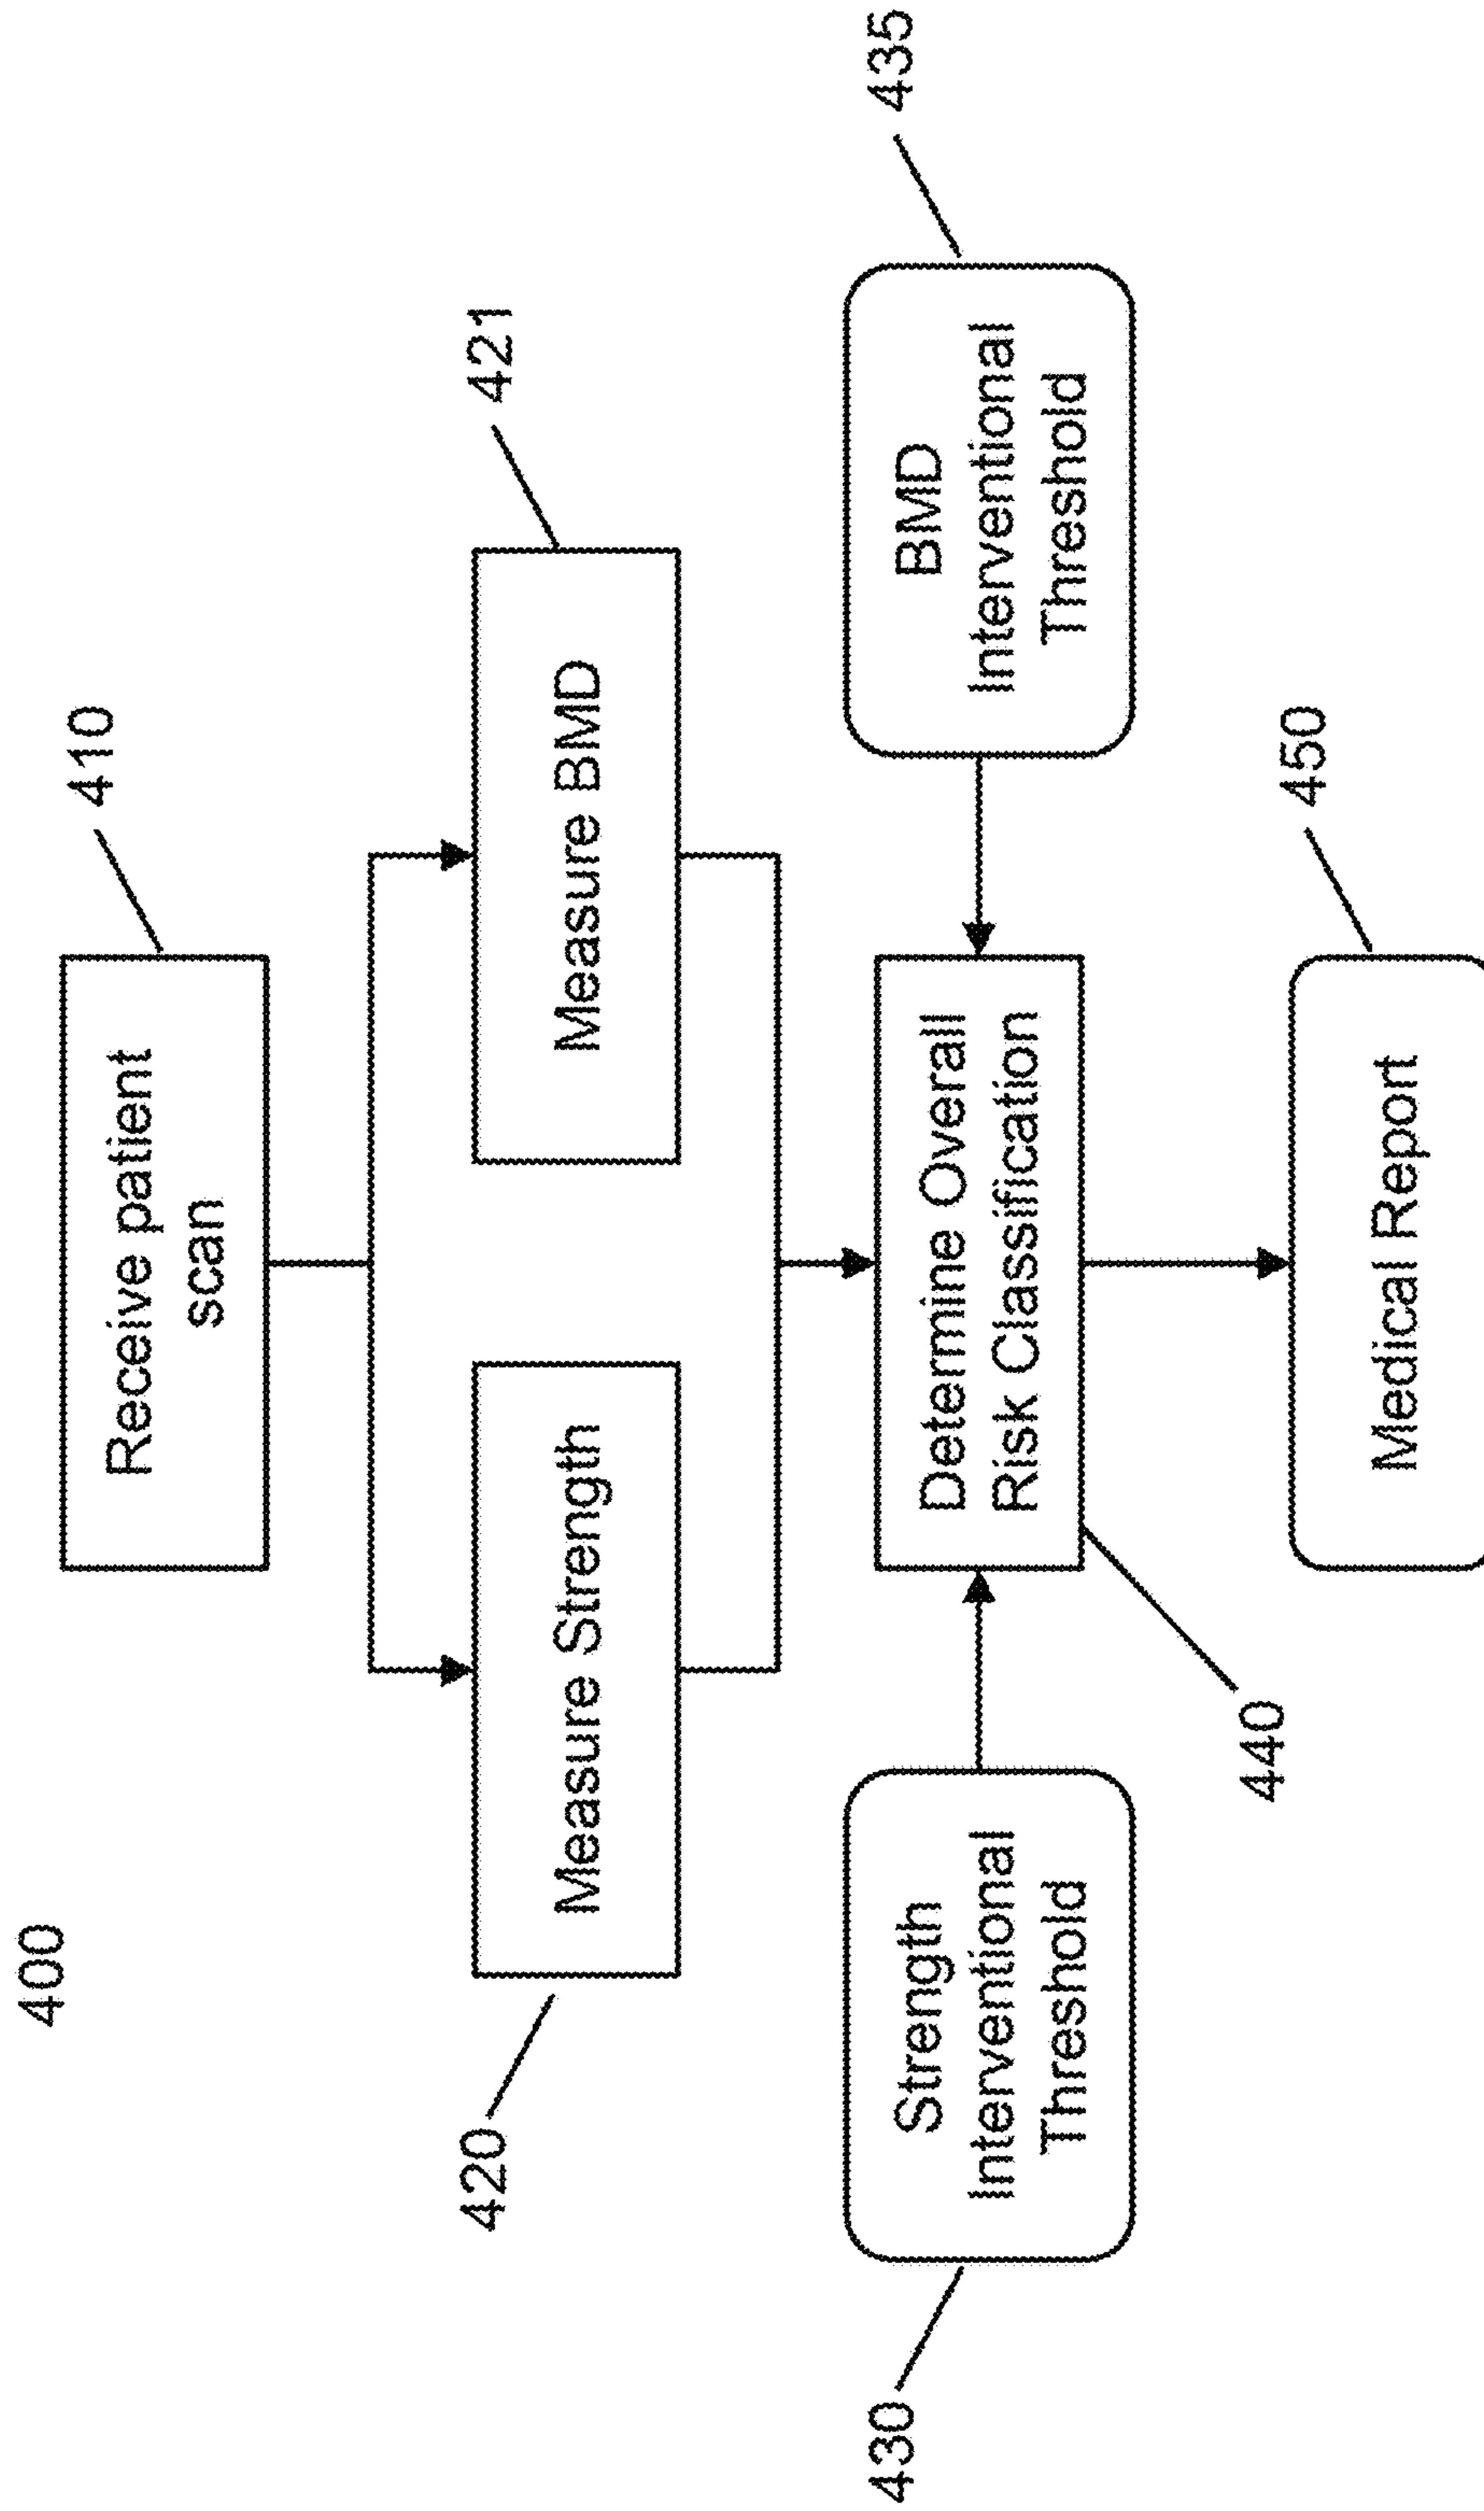 400
Receive patient
scan
410
Measure Strength
420
Measure BMD
421
Strength
Interventional
Threshold
430
Determine Overall
Risk Classification
440
BMD
Interventional
Threshold
435
Medical Report
450